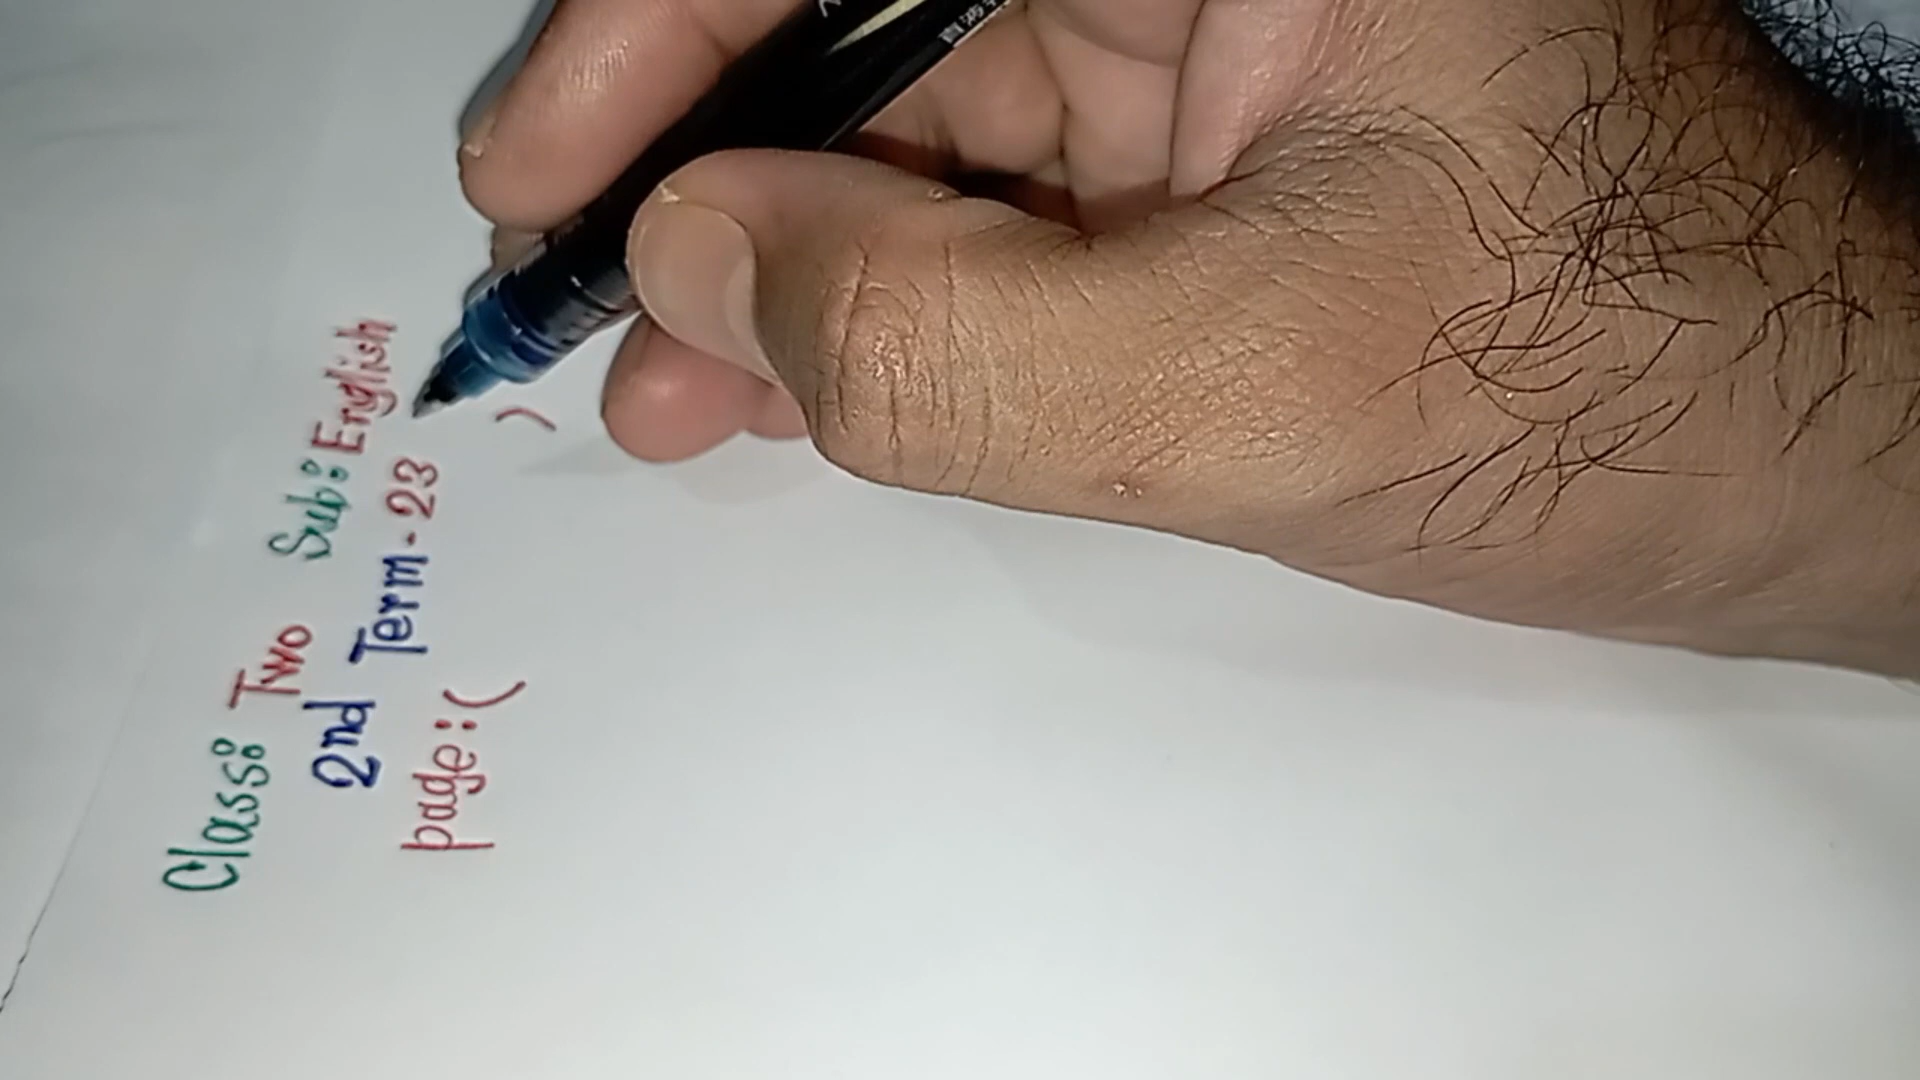 Class: Two Sub: English
2nd Term-23
page: ( )